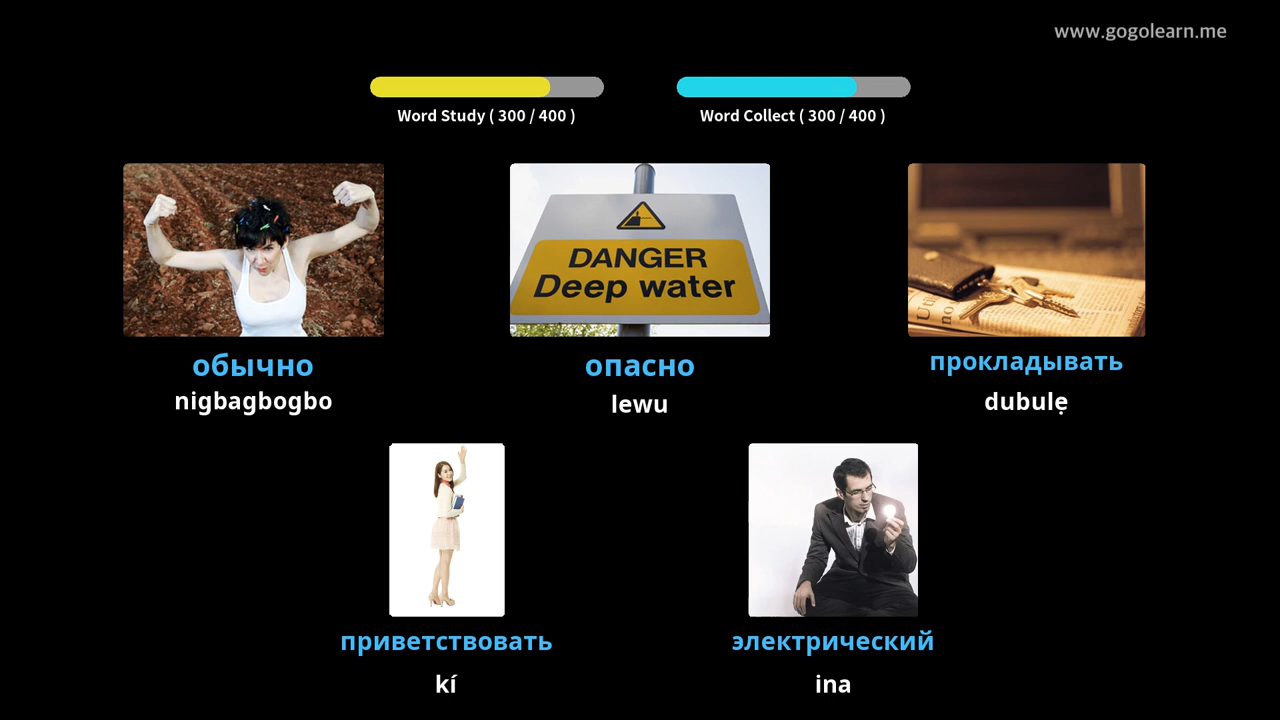 www.gogolearn.me
Word Study ( 300 / 400 )
Word Collect ( 300 / 400 )
DANGER
Deep water
обычно
nigbagbogbo
опасно
lewu
прокладывать
dubulẹ
приветствовать
kí
электрический
ina